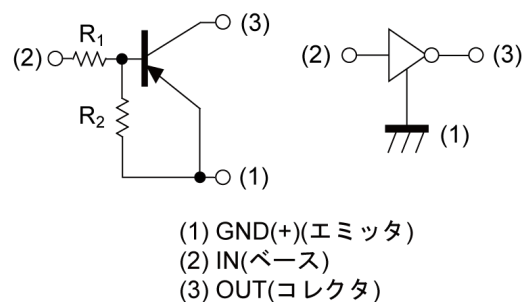 R1
(2)
(3)
R2
(1)
(2)
(3)
(1)
(1) GND(+)(エミッタ)
(2) IN(ベース)
(3) OUT(コレクタ)